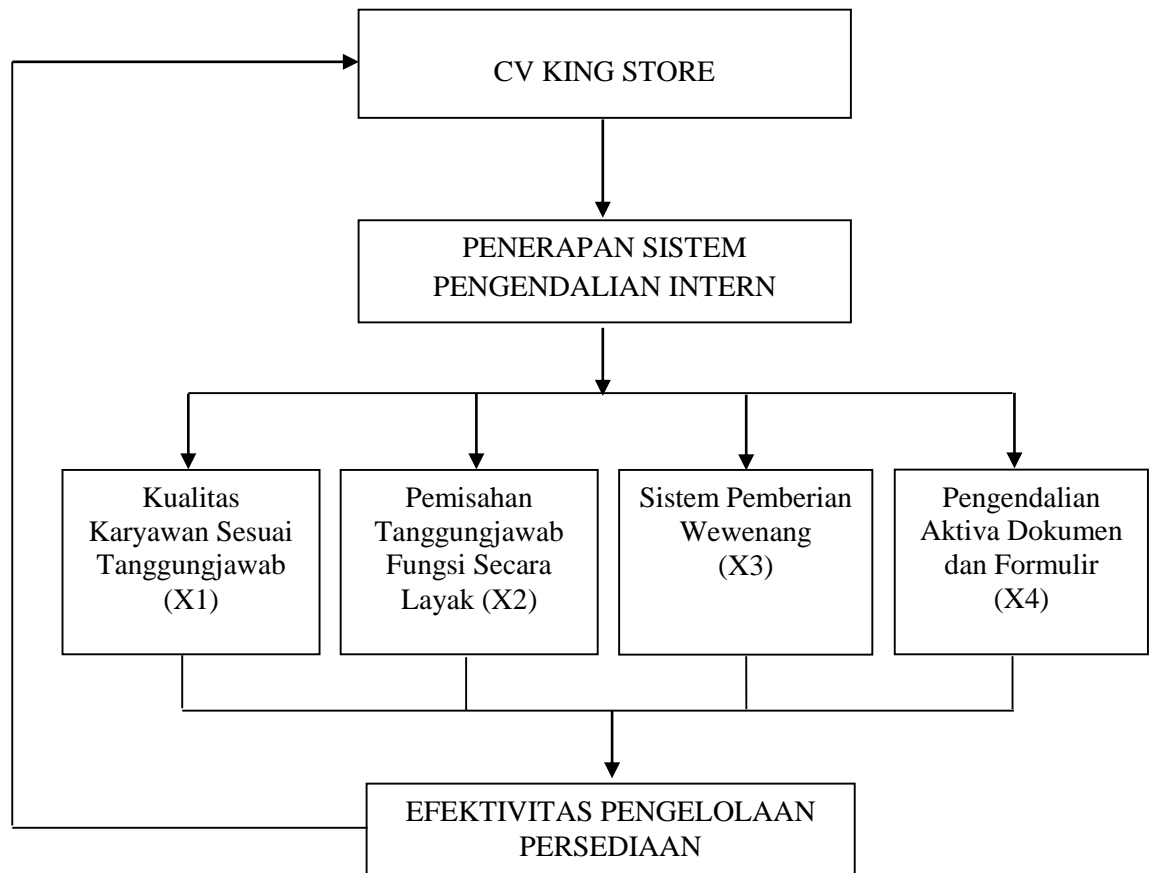 CV KING STORE
PENERAPAN SISTEM
PENGENDALIAN INTERN
Kualitas
Karyawan Sesuai
Tanggungjawab
(X1)
Pemisahan
Tanggungjawab
Fungsi Secara
Layak (X2)
Sistem Pemberian
Wewenang
(X3)
Pengendalian
Aktiva Dokumen
dan Formulir
(X4)
EFEKTIVITAS PENGELOLAAN
PERSEDIAAN